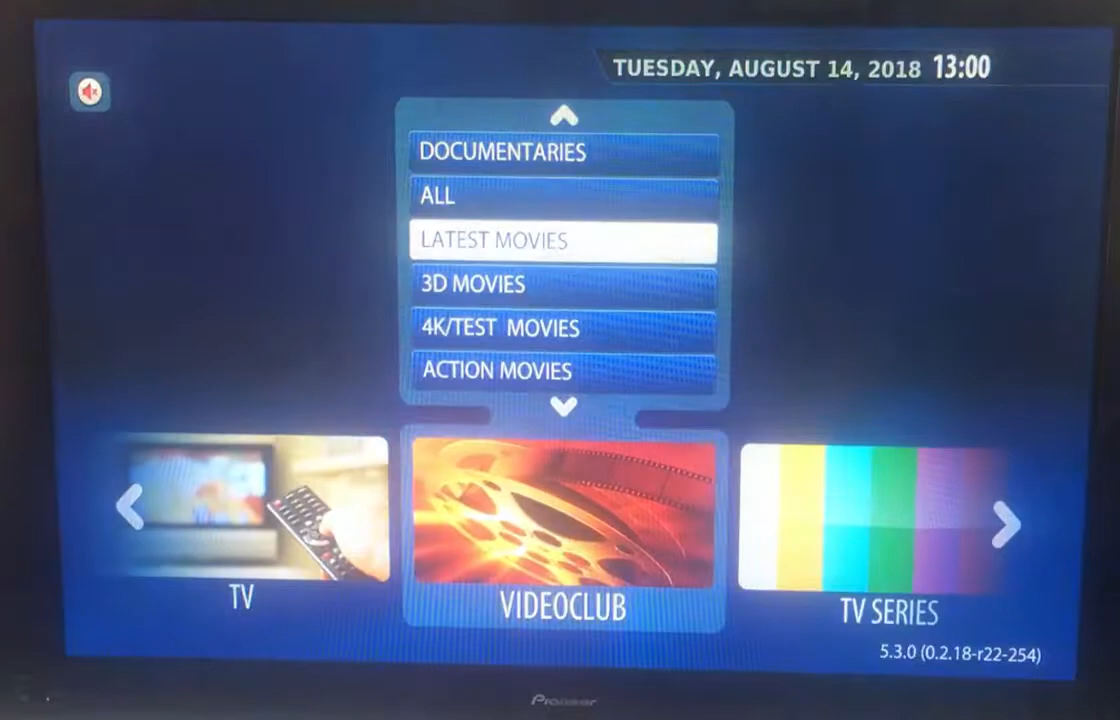 TUESDAY, AUGUST 14, 2018 13:00
DOCUMENTARIES
ALL
LATEST MOVIES
3D MOVIES
4K/TEST MOVIES
ACTION MOVIES
TV
VIDEOCLUB
TV SERIES
5.3.0 (0.2.18-r22-254)
Pioneer